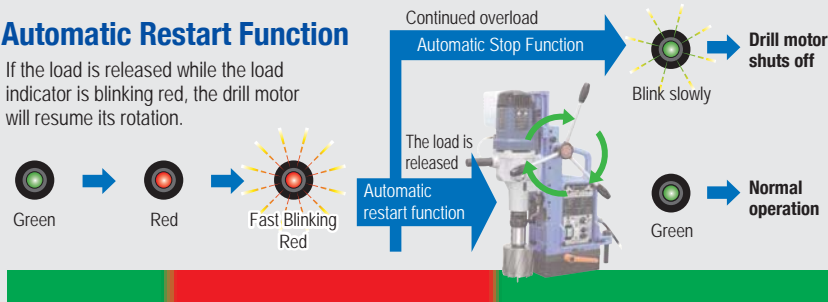 Automatic Restart Function
If the load is released while the load
indicator is blinking red, the drill motor
will resume its rotation.
Green
Red
Fast Blinking
Red
Continued overload
Automatic Stop Function
Blink slowly
Drill motor
shuts off
The load is
released
Automatic
restart function
Green
Normal
operation